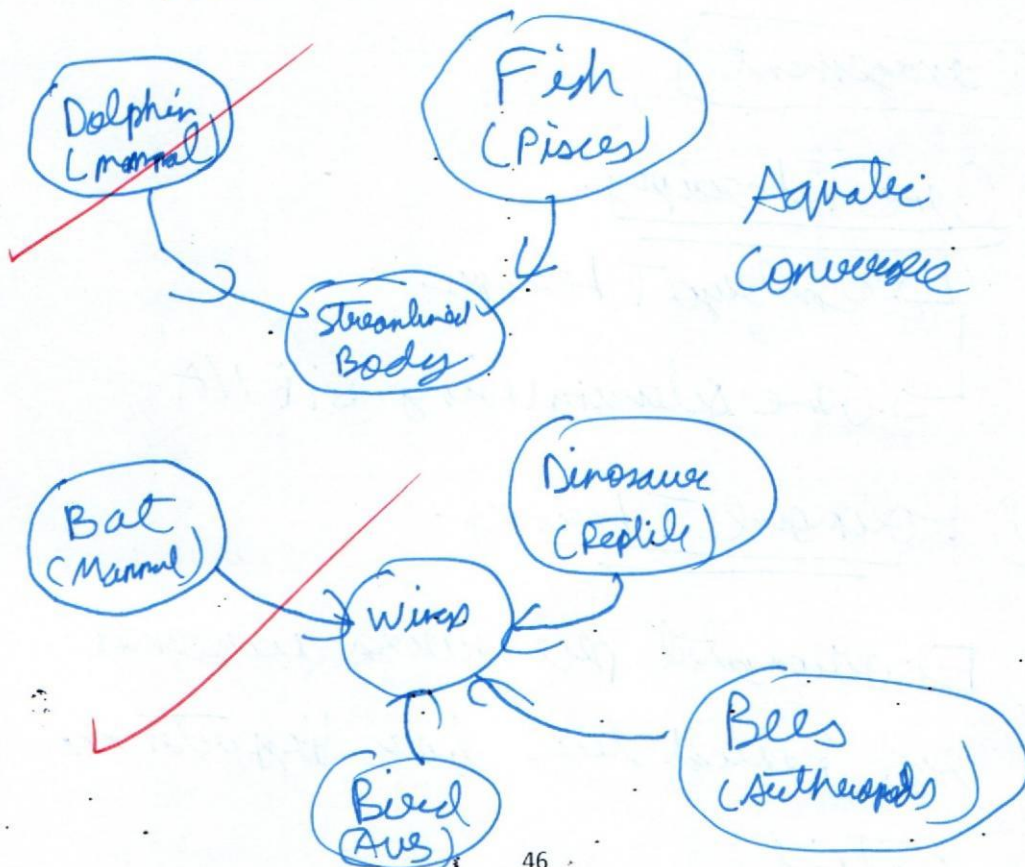 Dolphin
(mammal)
Fish
(Pisces)
Aquatic
Convergence
Streamlined
Body
Bat
(Mammal)
Dinosaur
(Reptile)
Wings
Bird
(Aves)
Bees
(Arthropods)
46